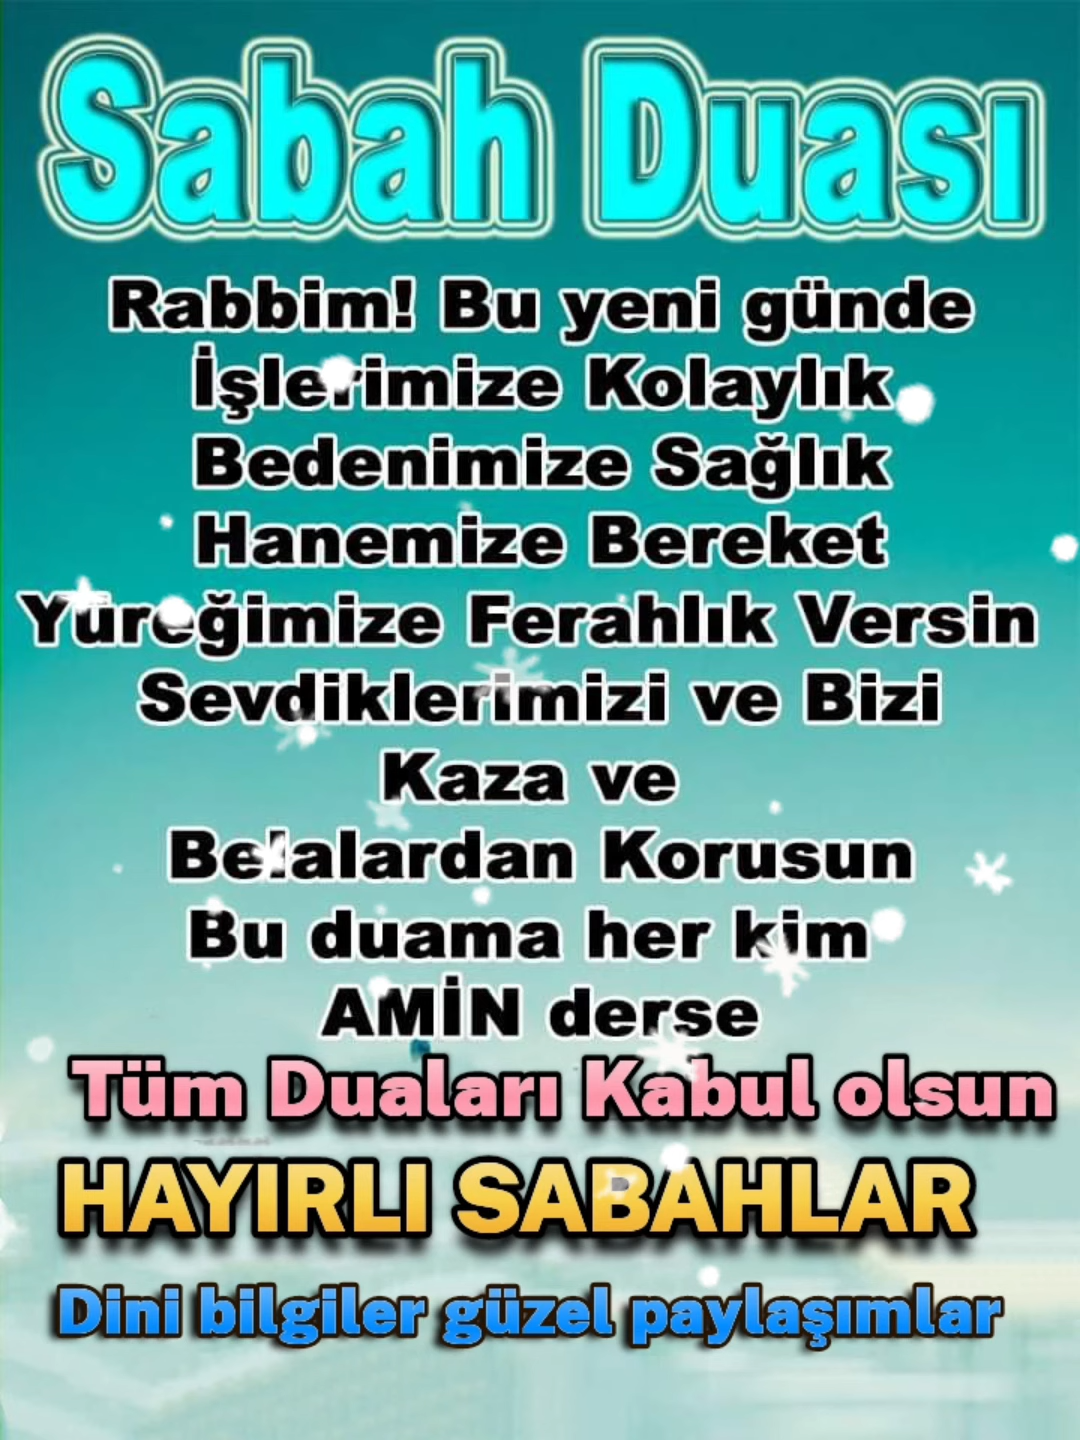 Sabah Duası
Rabbim! Bu yeni günde
İşlerimize Kolaylık
Bedenimize Sağlık
Hanemize Bereket
Yüreğimize Ferahlık Versin
Sevdiklerimizi ve Bizi
Kaza ve
Belalardan Korusun
Bu duama her kim
AMİN derse
Tüm Duaları Kabul olsun
HAYIRLI SABAHLAR
Dini bilgiler güzel paylaşımlar